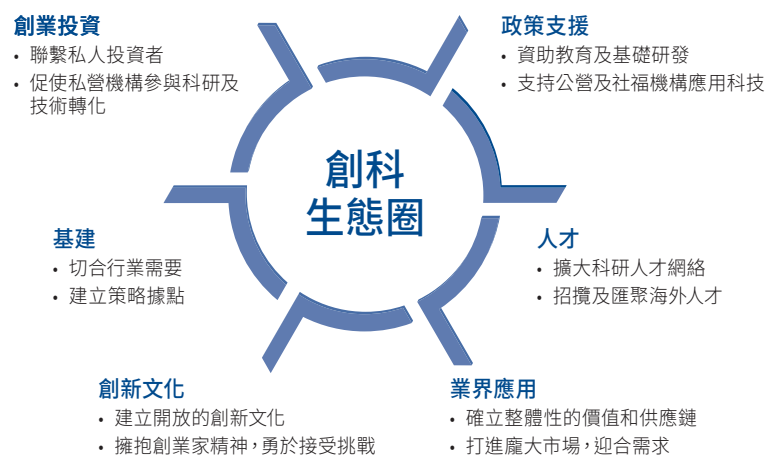 創業投資
• 聯繫私人投資者
• 促使私營機構參與科研及
技術轉化
政策支援
• 資助教育及基礎研發
• 支持公營及社福機構應用科技
創科
生態圈
基建
• 切合行業需要
• 建立策略據點
人才
• 擴大科研人才網絡
• 招攬及匯聚海外人才
創新文化
• 建立開放的創新文化
• 擁抱創業家精神，勇於接受挑戰
業界應用
• 確立整體性的價值和供應鏈
• 打進龐大市場，迎合需求